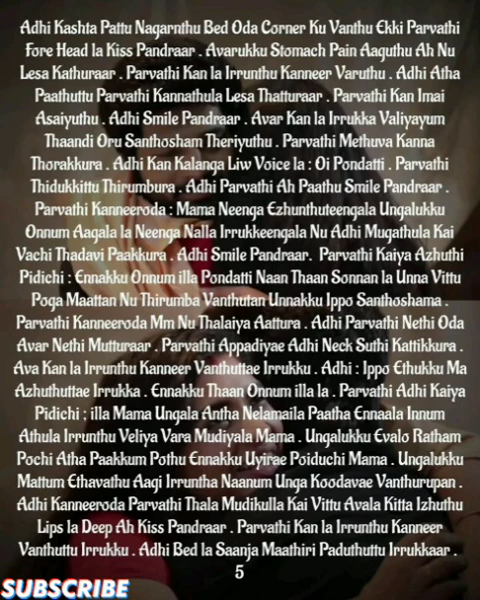 Adhi Kashta Pattu Nagarnthu Bed Oda Corner Ku Vanthu Ekki Parvathi
Fore Head la Kiss Pandraar . Avarukku Stomach Pain Aaguthu Ah Nu
Lesa Kathuraar . Parvathi Kan la Irrunthu Kanneer Varuthu . Adhi Atha
Paathuttu Parvathi Kannathula Lesa Thatturaar . Parvathi Kan Imai
Asaiyuthu . Adhi Smile Pandraar . Avar Kan la Irrukka Valiyayum
Thaandi Oru Santhosham Theriyuthu . Parvathi Methuva Kanna
Thorakkura . Adhi Kan Kalanga Liw Voice la : Oi Pondatti . Parvathi
Thidukkittu Thirumbura . Adhi Parvathi Ah Paathu Smile Pandraar .
Parvathi Kanneeroda : Mama Neenga Ezhunthuteengala Ungalukku
Onnum Aagala la Neenga Nalla Irrukkeengala Nu Adhi Mugathula Kai
Vachi Thadavi Paakkura . Adhi Smile Pandraar. Parvathi Kaiya Azhuthi
Pidichi : Ennakku Onnum illa Pondatti Naan Thaan Sonnan la Unna Vittu
Poga Maattan Nu Thirumba Vanthutan Unnakku Ippo Santhoshama .
Parvathi Kanneeroda Mm Nu Thalaiya Aattura . Adhi Parvathi Nethi Oda
Avar Nethi Mutturaar . Parvathi Appadiyae Adhi Neck Suthi Kattikkura .
Ava Kan la Irrunthu Kanneer Vanthuttae Irrukku . Adhi : Ippo Ethukku Ma
Azhuthuttae Irrukka . Ennakku Thaan Onnum illa la . Parvathi Adhi Kaiya
Pidichi : illa Mama Ungala Antha Nelamaila Paatha Ennaala Innum
Athula Irrunthu Veliya Vara Mudiyala Mama . Ungalukku Evalo Ratham
Pochi Atha Paakkum Pothu Ennakku Uyirae Poiduchi Mama . Ungalukku
Mattum Ethavathu Aagi Irruntha Naanum Unga Koodavae Vanthurupan .
Adhi Kanneeroda Parvathi Thala Mudikulla Kai Vittu Avala Kitta Izhuthu
Lips la Deep Ah Kiss Pandraar . Parvathi Kan la Irrunthu Kanneer
Vanthuttu Irrukku . Adhi Bed la Saanja Maathiri Paduthuttu Irrukkaar .
5
SUBSCRIBE